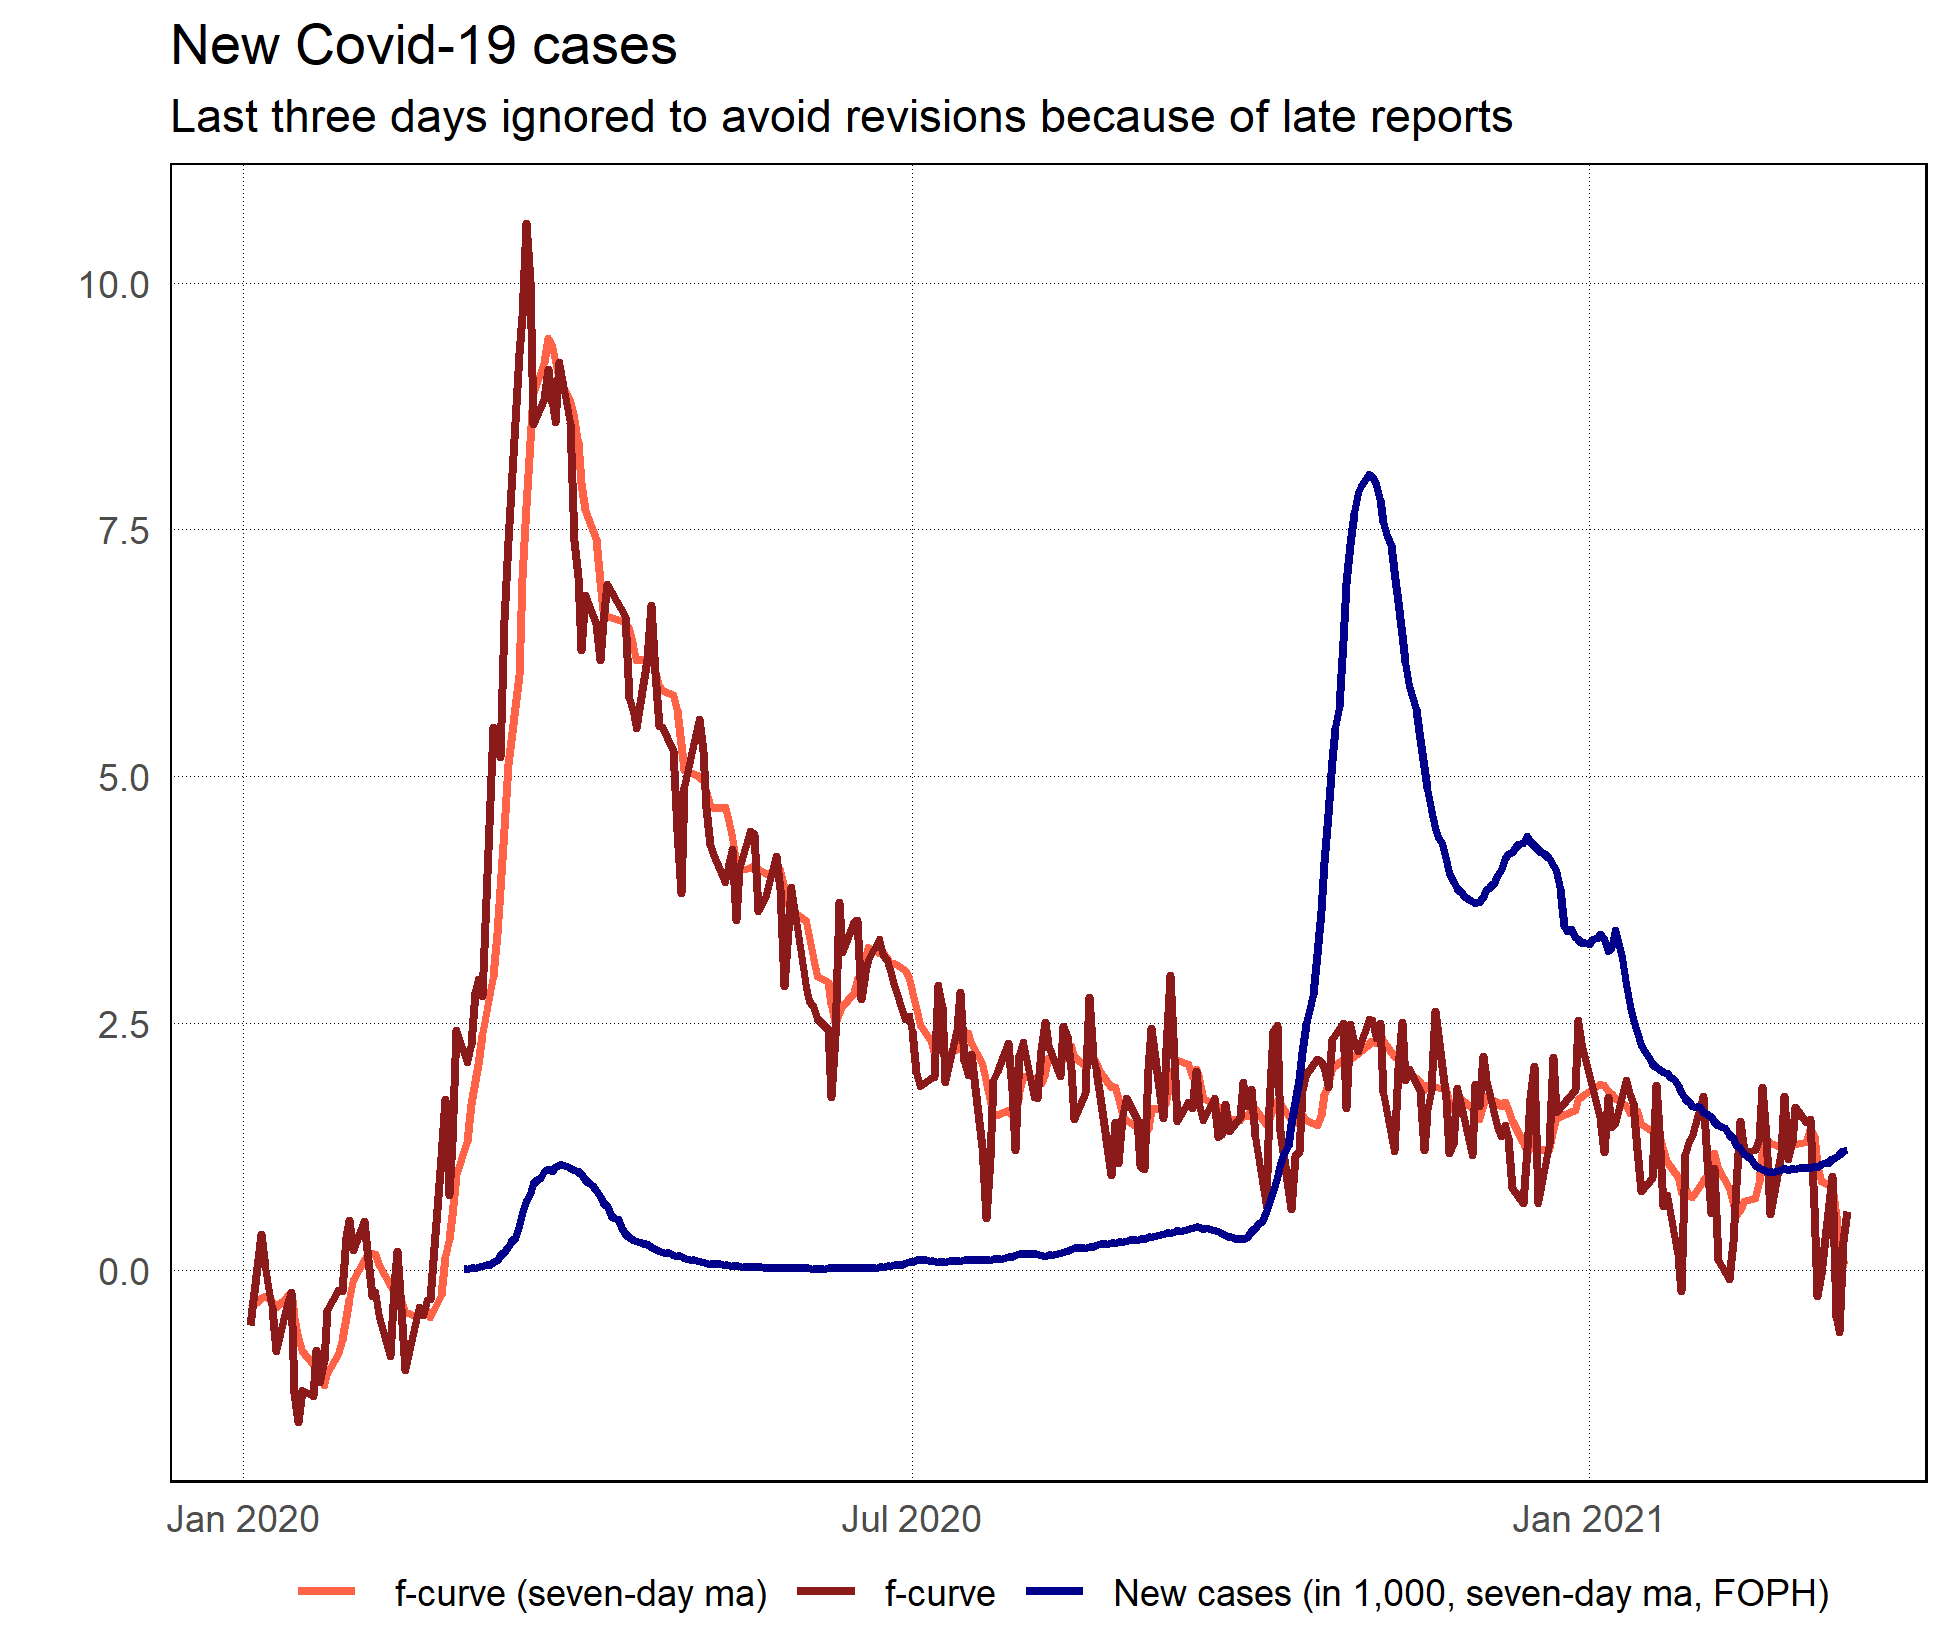 New Covid-19 cases
Last three days ignored to avoid revisions because of late reports
10.0
7.5
5.0
2.5
0.0
Jan 2020 Jul 2020 Jan 2021
f-curve (seven-day ma) f-curve New cases (in 1,000, seven-day ma, FOPH)